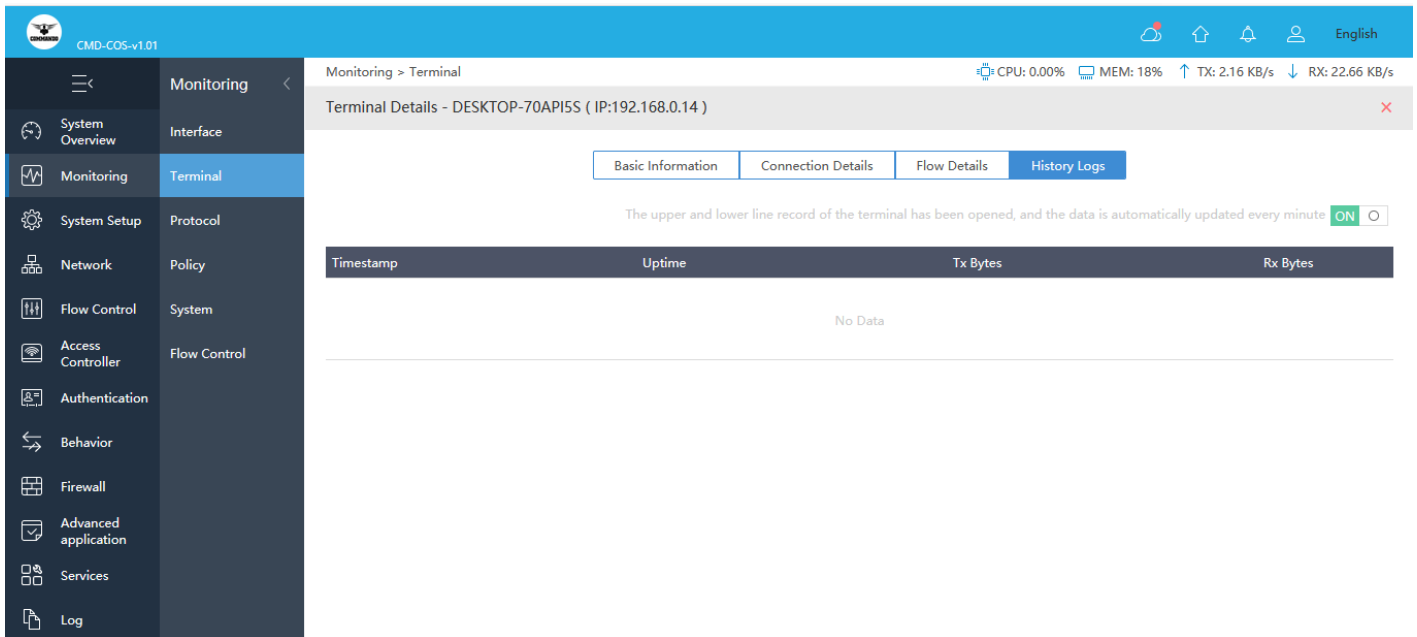 COMMANDO
CMD-COS-v1.01
English
System Overview
Monitoring
System Setup
Network
Flow Control
Access Controller
Authentication
Behavior
Firewall
Advanced application
Services
Log
Monitoring
Interface
Terminal
Protocol
Policy
System
Flow Control
Monitoring > Terminal
CPU: 0.00% MEM: 18% TX: 2.16 KB/s RX: 22.66 KB/s
Terminal Details - DESKTOP-70API5S ( IP:192.168.0.14 )
Basic Information Connection Details Flow Details History Logs
The upper and lower line record of the terminal has been opened, and the data is automatically updated every minute ON
Timestamp Uptime Tx Bytes Rx Bytes
No Data